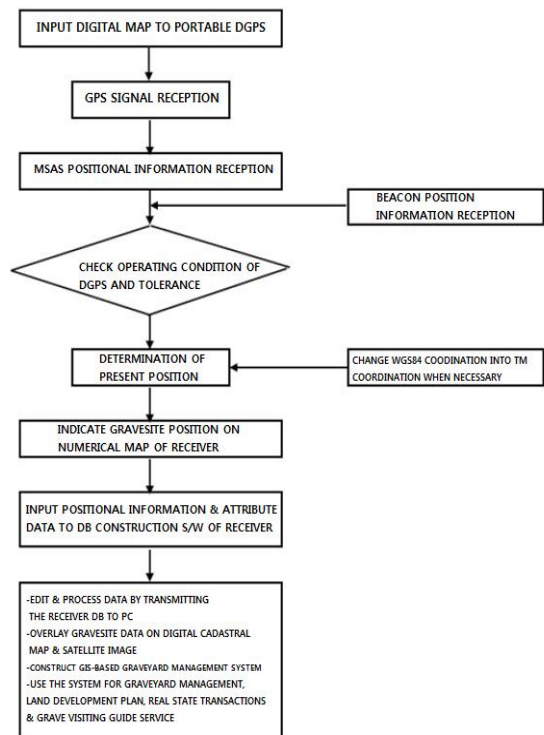 INPUT DIGITAL MAP TO PORTABLE DGPS
GPS SIGNAL RECEPTION
MSAS POSITIONAL INFORMATION RECEPTION
BEACON POSITION
INFORMATION RECEPTION
CHECK OPERATING CONDITION OF
DGPS AND TOLERANCE
DETERMINATION OF
PRESENT POSITION
CHANGE WGS84 COODINATION INTO TM
COORDINATION WHEN NECESSARY
INDICATE GRAVESITE POSITION ON
NUMERICAL MAP OF RECEIVER
INPUT POSITIONAL INFORMATION & ATTRIBUTE
DATA TO DB CONSTRUCTION S/W OF RECEIVER
-EDIT & PROCESS DATA BY TRANSMITTING
THE RECEIVER DB TO PC
-OVERLAY GRAVESITE DATA ON DIGITAL CADASTRAL
MAP & SATELLITE IMAGE
-CONSTRUCT GIS-BASED GRAVEYARD MANAGEMENT SYSTEM
-USE THE SYSTEM FOR GRAVEYARD MANAGEMENT,
LAND DEVELOPMENT PLAN, REAL STATE TRANSACTIONS
& GRAVE VISITING GUIDE SERVICE